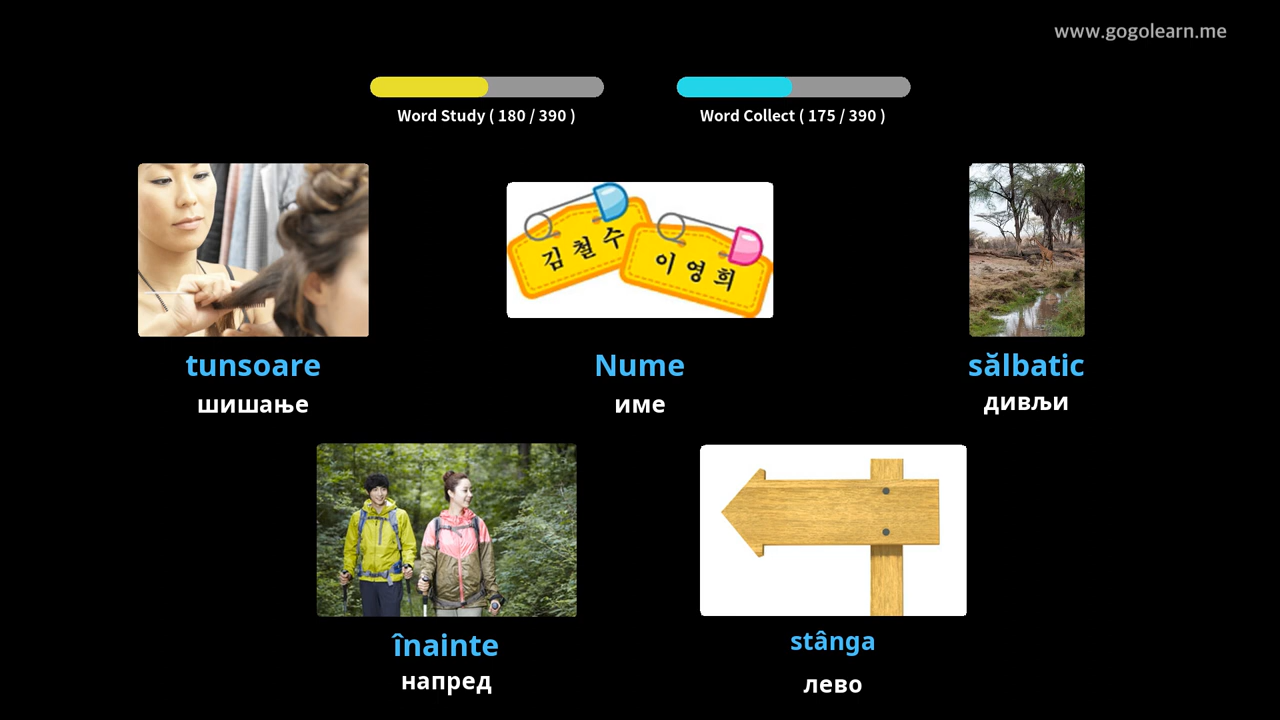 www.gogolearn.me
Word Study ( 180 / 390 )
Word Collect ( 175 / 390 )
김철수
이영희
tunsoare
Nume
sălbatic
шишање
име
дивљи
înainte
stânga
напред
лево